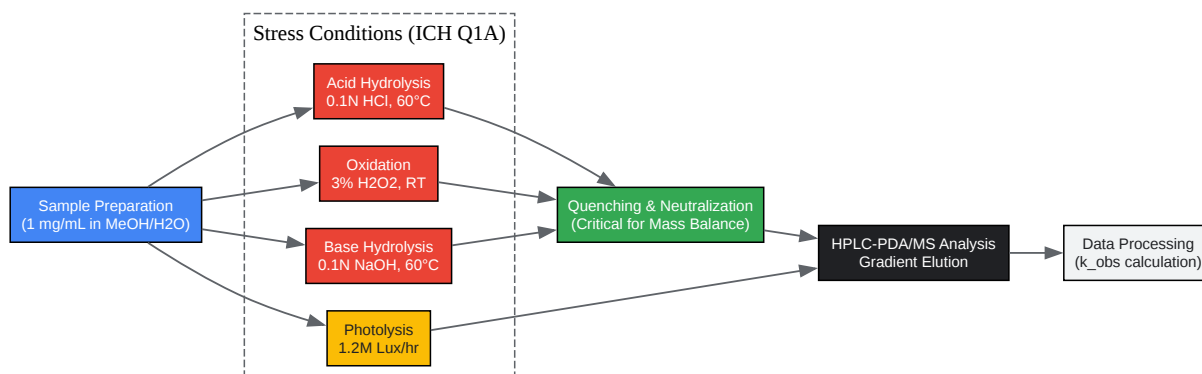 Stress Conditions (ICH Q1A)
Acid Hydrolysis
0.1N HCl, 60°C
Oxidation
3% H2O2, RT
Sample Preparation
(1 mg/mL in MeOH/H2O)
Quenching & Neutralization
(Critical for Mass Balance)
Base Hydrolysis
0.1N NaOH, 60°C
HPLC-PDA/MS Analysis
Gradient Elution
Data Processing
(k_obs calculation)
Photolysis
1.2M Lux/hr